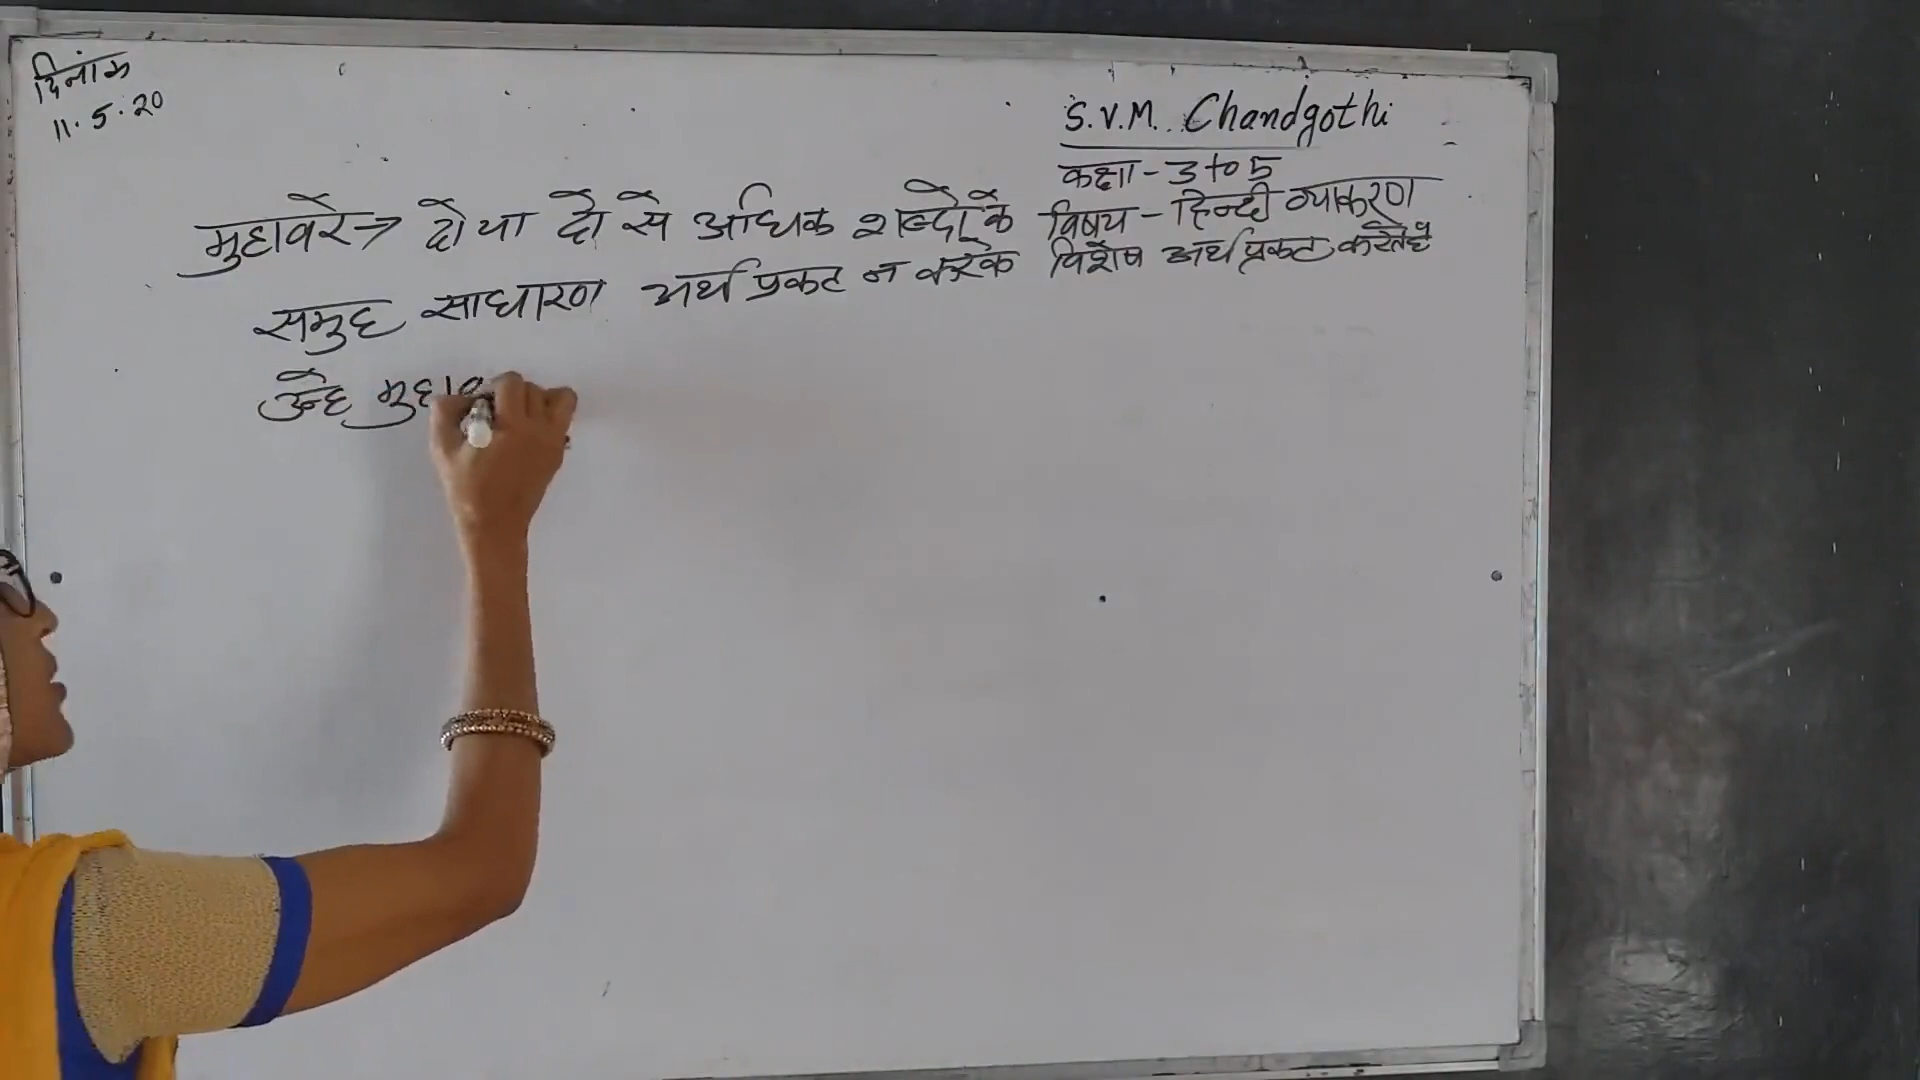 दिनांक
11.5.20
S.V.M. Chandgothi
कक्षा - 3 to 5
विषय - हिन्दी व्याकरण
मुहावरे → दो या दो से अधिक शब्दो के
समुह साधारण अर्थ प्रकट न करके विशेष अर्थ प्रकट करते है
उन्हे